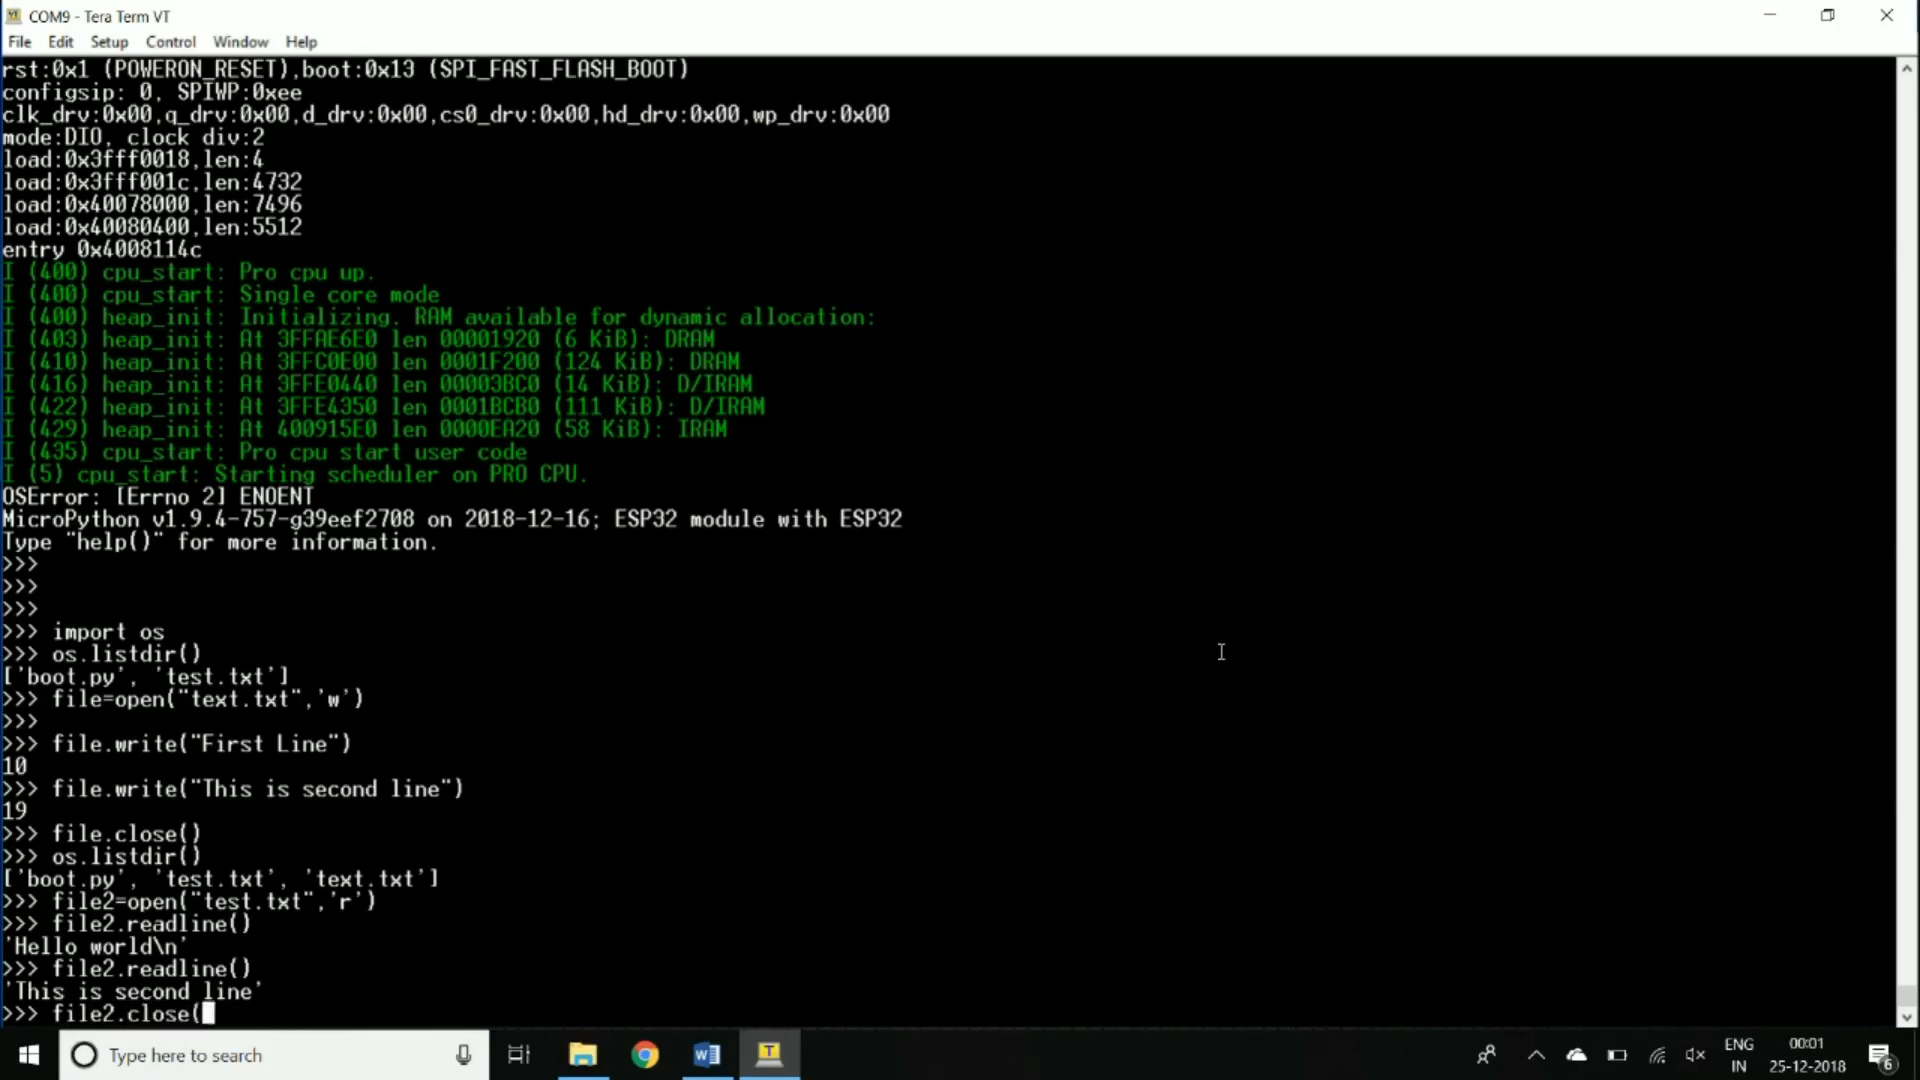 COM9 - Tera Term VT
File Edit Setup Control Window Help
rst:0x1 (POWERON_RESET),boot:0x13 (SPI_FAST_FLASH_BOOT)
configsip: 0, SPIWP:0xee
clk_drv:0x00,q_drv:0x00,d_drv:0x00,cs0_drv:0x00,hd_drv:0x00,wp_drv:0x00
mode:DIO, clock div:2
load:0x3fff0018,len:4
load:0x3fff001c,len:4732
load:0x40078000,len:7496
load:0x40080400,len:5512
entry 0x4008114c
I (400) cpu_start: Pro cpu up.
I (400) cpu_start: Single core mode
I (400) heap_init: Initializing. RAM available for dynamic allocation:
I (403) heap_init: At 3FFAE6E0 len 00001920 (6 KiB): DRAM
I (410) heap_init: At 3FFC0E00 len 0001F200 (124 KiB): DRAM
I (416) heap_init: At 3FFE0440 len 00003BC0 (14 KiB): D/IRAM
I (422) heap_init: At 3FFE4350 len 0001BCB0 (111 KiB): D/IRAM
I (429) heap_init: At 400915E0 len 0000EA20 (58 KiB): IRAM
I (435) cpu_start: Pro cpu start user code
I (5) cpu_start: Starting scheduler on PRO CPU.
OSError: [Errno 2] ENOENT
MicroPython v1.9.4-757-g39eef2708 on 2018-12-16; ESP32 module with ESP32
Type "help()" for more information.
>>>
>>>
>>>
>>> import os
>>> os.listdir()
['boot.py', 'test.txt']
>>> file=open("text.txt",'w')
>>>
>>> file.write("First Line")
10
>>> file.write("This is second line")
19
>>> file.close()
>>> os.listdir()
['boot.py', 'test.txt', 'text.txt']
>>> file2=open("test.txt",'r')
>>> file2.readline()
'Hello world\n'
>>> file2.readline()
'This is second line'
>>> file2.close(
Type here to search
ENG
IN
00:01
25-12-2018
6